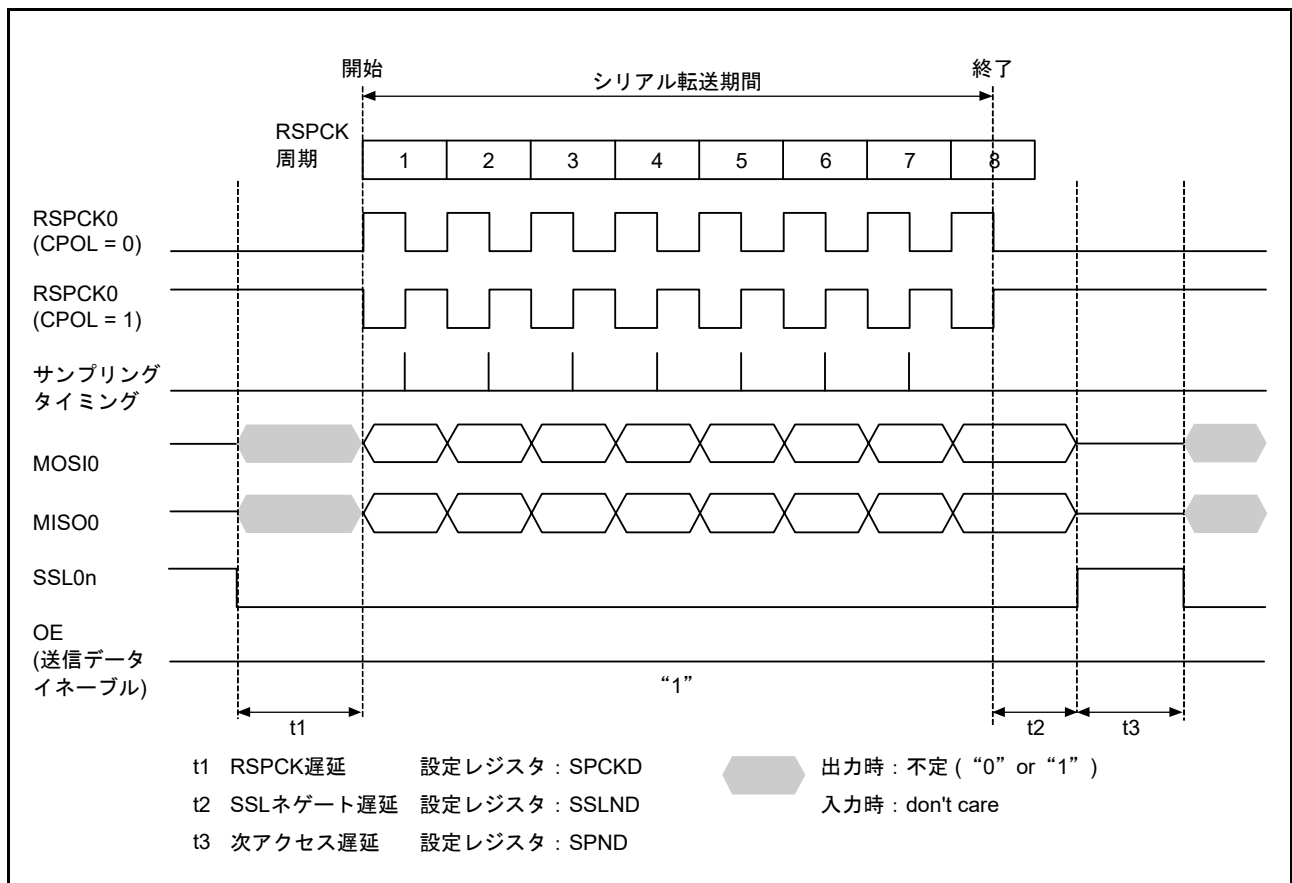 開始
終了
シリアル転送期間
RSPCK
周期
1 2 3 4 5 6 7 8
RSPCK0
(CPOL = 0)
RSPCK0
(CPOL = 1)
サンプリング
タイミング
MOSI0
MISO0
SSL0n
OE
(送信データ
イネーブル)
“1”
t1
t2
t3
t1 RSPCK遅延 設定レジスタ：SPCKD
t2 SSLネゲート遅延 設定レジスタ：SSLND
t3 次アクセス遅延 設定レジスタ：SPND
出力時：不定 (“0” or “1”)
入力時：don't care